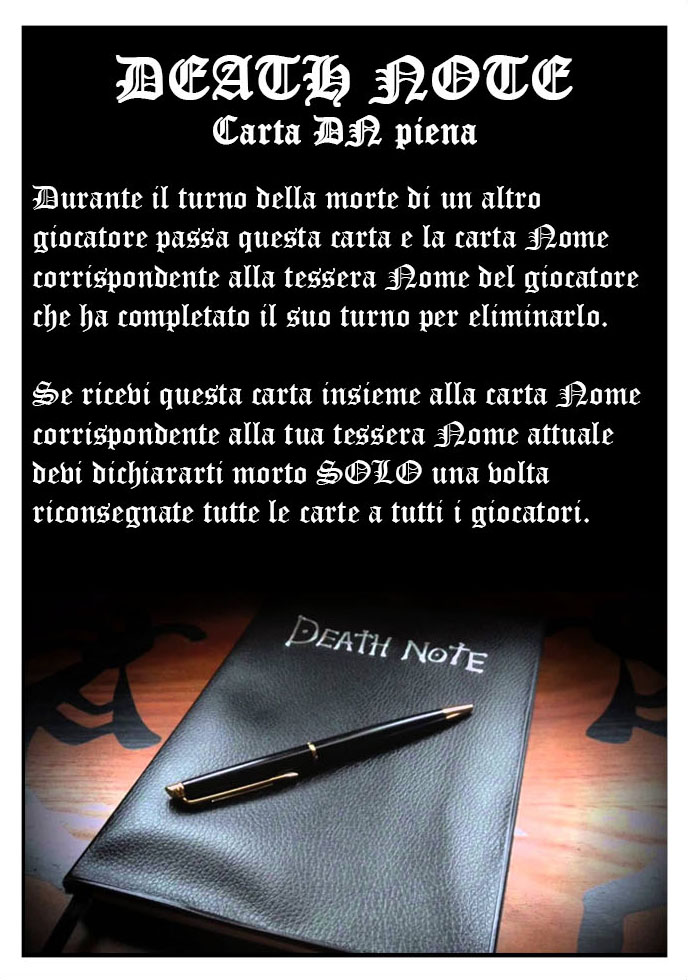 DEATH NOTE
Carta DN piena
Durante il turno della morte di un altro
giocatore passa questa carta e la carta Nome
corrispondente alla tessera Nome del giocatore
che ha completato il suo turno per eliminarlo.
Se ricevi questa carta insieme alla carta Nome
corrispondente alla tua tessera Nome attuale
devi dichiararti morto SOLO una volta
riconsegnate tutte le carte a tutti i giocatori.
DEATH NOTE